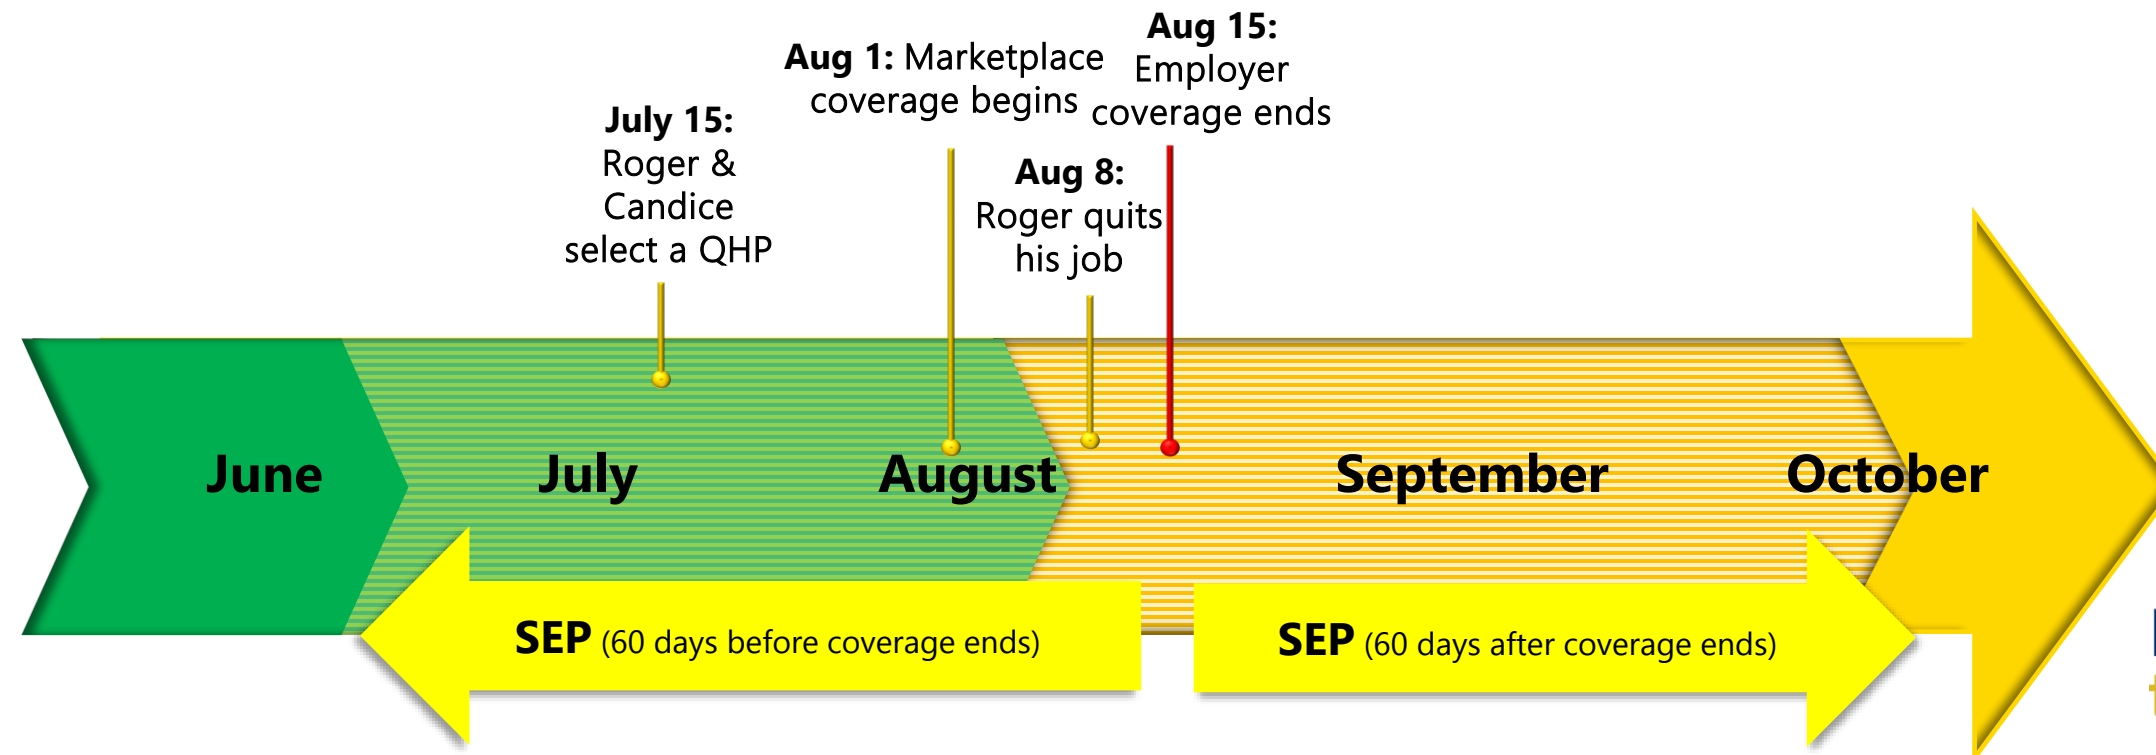 July 15:
Roger &
Candice
select a QHP
Aug 1: Marketplace
coverage begins
Aug 8:
Roger quits
his job
Aug 15:
Employer
coverage ends
June
July
August
September
October
SEP (60 days before coverage ends)
SEP (60 days after coverage ends)